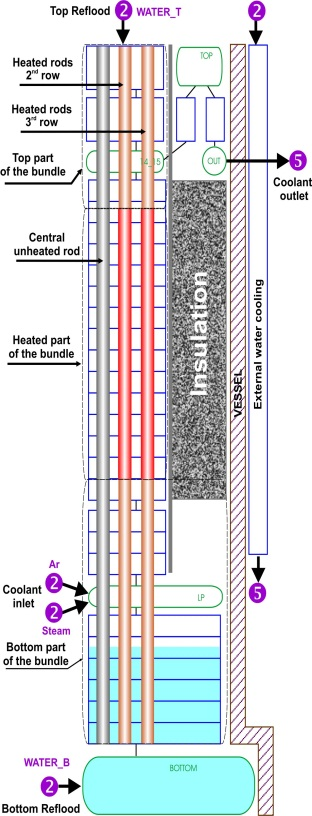 Top Reflood 2 WATER_T 2
Heated rods
2nd row
TOP
Heated rods
3rd row
Top part
of the bundle
14_15
OUT
5
Coolant
outlet
Central
unheated rod
Insulation
VESSEL
External water cooling
Heated part
of the bundle
Ar
2
Coolant
inlet
2
Steam
LP
5
Bottom part
of the bundle
WATER_B
2
Bottom Reflood
BOTTOM